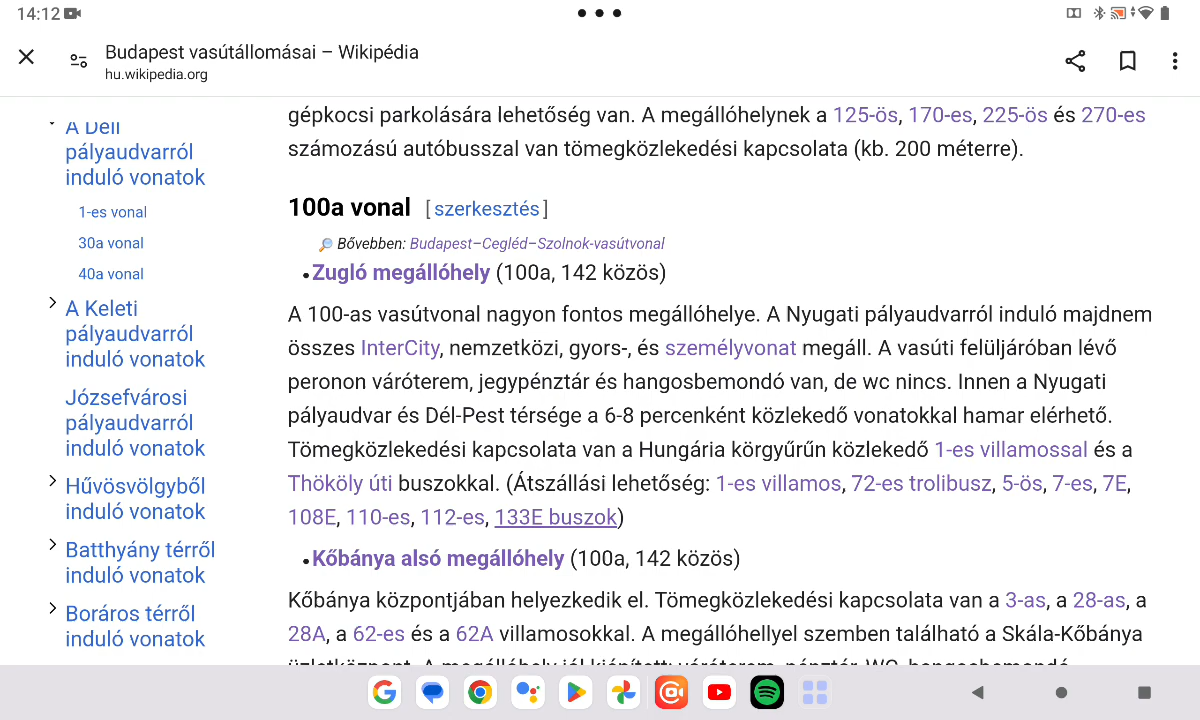 14:12
Budapest vasútállomásai – Wikipédia
hu.wikipedia.org
A Déli
pályaudvarról
induló vonatok
1-es vonal
30a vonal
40a vonal
A Keleti
pályaudvarról
induló vonatok
Józsefvárosi
pályaudvarról
induló vonatok
Hűvösvölgyből
induló vonatok
Batthyány térről
induló vonatok
Boráros térről
induló vonatok
gépkocsi parkolására lehetőség van. A megállóhelynek a 125-ös, 170-es, 225-ös és 270-es
számozású autóbusszal van tömegközlekedési kapcsolata (kb. 200 méterre).
100a vonal [szerkesztés]
Bővebben: Budapest–Cegléd–Szolnok-vasútvonal
• Zugló megállóhely (100a, 142 közös)
A 100-as vasútvonal nagyon fontos megállóhelye. A Nyugati pályaudvarról induló majdnem
összes InterCity, nemzetközi, gyors-, és személyvonat megáll. A vasúti felüljáróban lévő
peronon váróterem, jegypénztár és hangosbemondó van, de wc nincs. Innen a Nyugati
pályaudvar és Dél-Pest térsége a 6-8 percenként közlekedő vonatokkal hamar elérhető.
Tömegközlekedési kapcsolata van a Hungária körgyűrűn közlekedő 1-es villamossal és a
Thököly úti buszokkal. (Átszállási lehetőség: 1-es villamos, 72-es trolibusz, 5-ös, 7-es, 7E,
108E, 110-es, 112-es, 133E buszok)
• Kőbánya alsó megállóhely (100a, 142 közös)
Kőbánya központjában helyezkedik el. Tömegközlekedési kapcsolata van a 3-as, a 28-as, a
28A, a 62-es és a 62A villamosokkal. A megállóhellyel szemben található a Skála-Kőbánya
üzletközpont. A megállóhely jól kiépített: váróterem, pénztár, WC, hangosbemondó